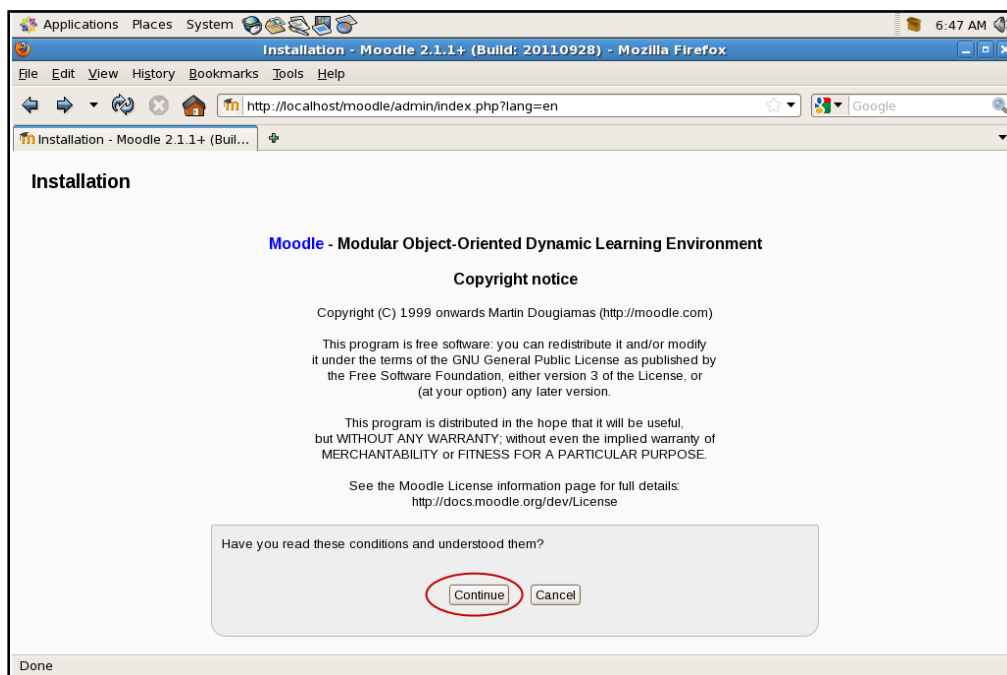 Applications Places System 6:47 AM
Installation - Moodle 2.1.1+ (Build: 20110928) - Mozilla Firefox
File Edit View History Bookmarks Tools Help
http://localhost/moodle/admin/index.php?lang=en Google
Installation - Moodle 2.1.1+ (Buil...
Installation
Moodle - Modular Object-Oriented Dynamic Learning Environment
Copyright notice
Copyright (C) 1999 onwards Martin Dougiamas (http://moodle.com)
This program is free software: you can redistribute it and/or modify
it under the terms of the GNU General Public License as published by
the Free Software Foundation, either version 3 of the License, or
(at your option) any later version.
This program is distributed in the hope that it will be useful,
but WITHOUT ANY WARRANTY; without even the implied warranty of
MERCHANTABILITY or FITNESS FOR A PARTICULAR PURPOSE.
See the Moodle License information page for full details:
http://docs.moodle.org/dev/License
Have you read these conditions and understood them?
Continue Cancel
Done